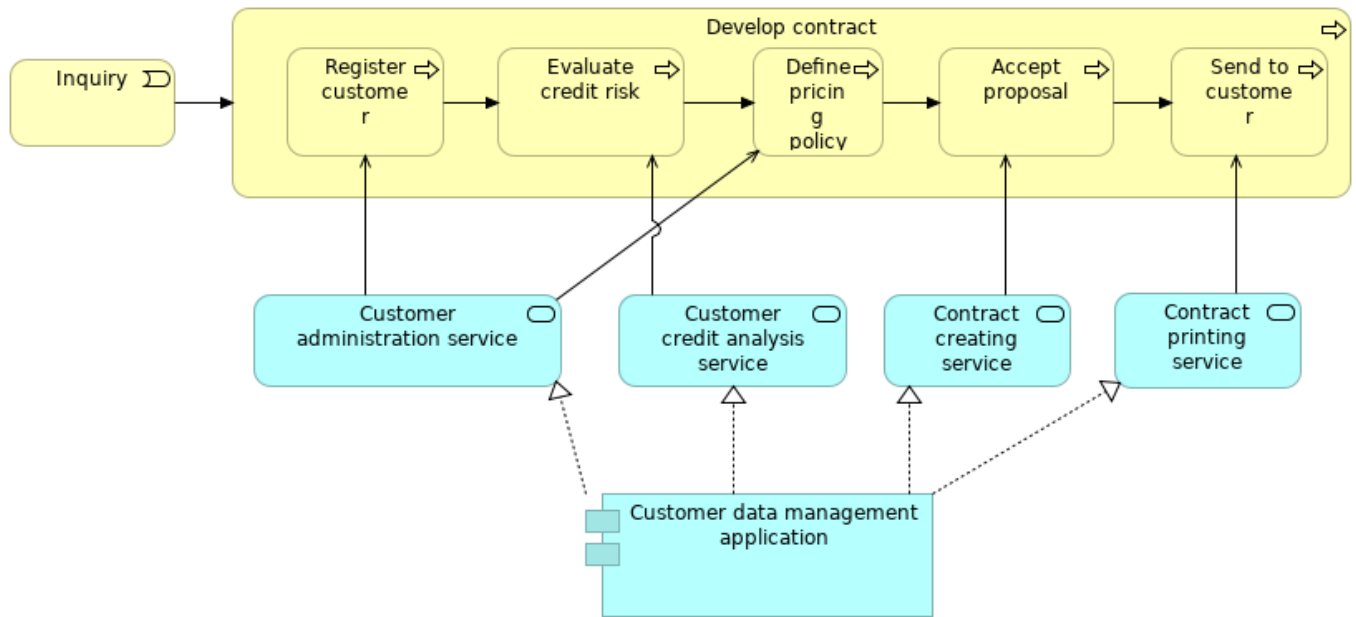 Develop contract
Inquiry
Register
custome
r
Evaluate
credit risk
Define
pricin
g
policy
Accept
proposal
Send to
custome
r
Customer
administration service
Customer
credit analysis
service
Contract
creating
service
Contract
printing
service
Customer data management
application